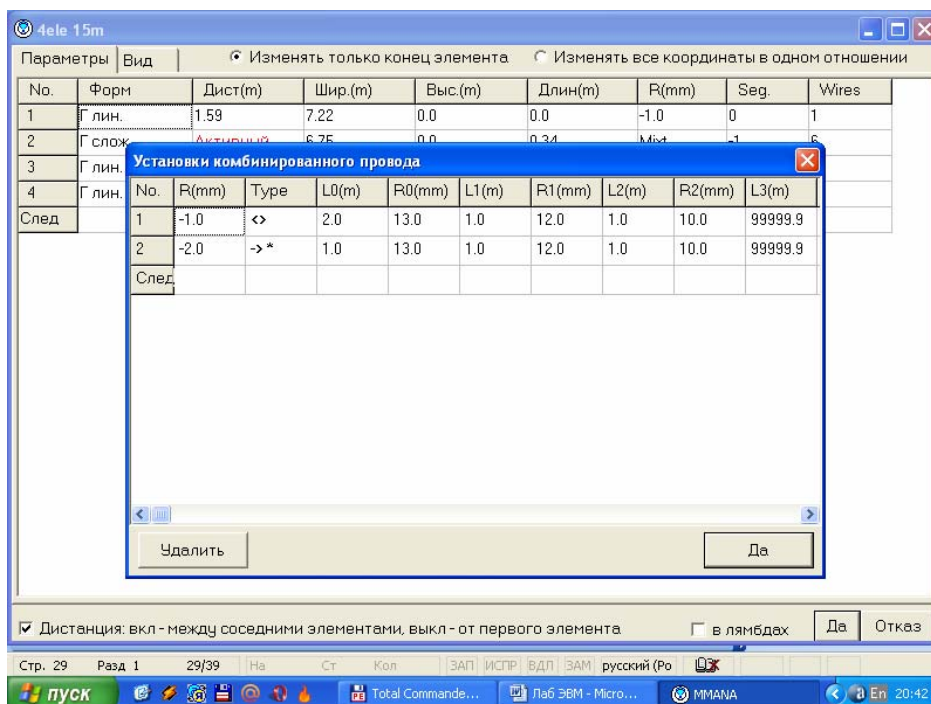 4ele 15m
Параметры Вид Изменять только конец элемента Изменять все координаты в одном отношении
No. Форм Дист(m) Шир.(m) Выс.(m) Длин(m) R(mm) Seg. Wires
1 Г лин. 1.59 7.22 0.0 0.0 -1.0 0 1
2 Г слож. Активный 6.75 0.0 0.34 Mixt -1 6
3 Г лин.
4 Г лин.
След
Установки комбинированного провода
No. R(mm) Type L0(m) R0(mm) L1(m) R1(mm) L2(m) R2(mm) L3(m)
1 -1.0 <> 2.0 13.0 1.0 12.0 1.0 10.0 99999.9
2 -2.0 -> * 1.0 13.0 1.0 12.0 1.0 10.0 99999.9
След
Удалить Да
Дистанция: вкл - между соседними элементами, выкл - от первого элемента в лямбдах Да Отказ
Стр. 29 Разд 1 29/39 На Ст Кол ЗАП ИСПР ВДЛ ЗАМ русский (Ро
пуск Total Commande... Лаб ЭВМ - Micro... MMANA En 20:42